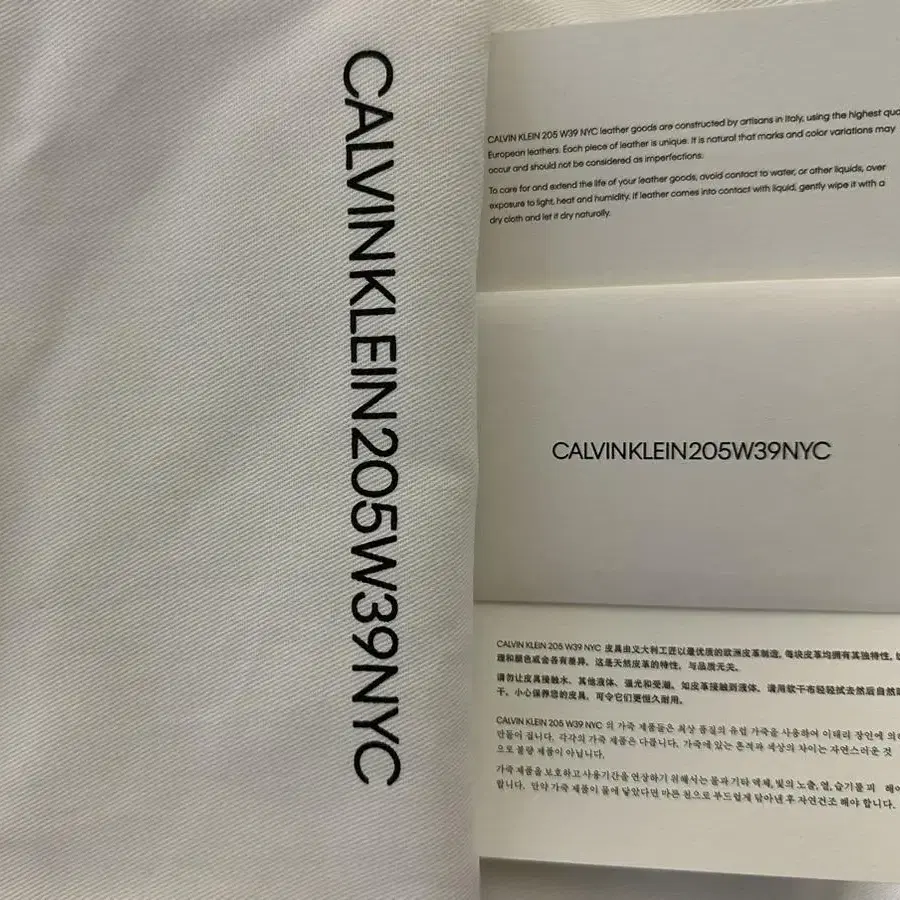 CALVINKLEIN205W39NYC
CALVIN KLEIN 205 W39 NYC leather goods are constructed by artisans in Italy, using the highest
European leathers. Each piece of leather is unique. It is natural that marks and color variations may
occur and should not be considered as imperfections.
To care for and extend the life of your leather goods, avoid contact to water, or other liquids, over
exposure to light, heat and humidity. If leather comes into contact with liquid, gently wipe it with a
dry cloth and let it dry naturally.
CALVINKLEIN205W39NYC
CALVIN KLEIN 205 W39 NYC 皮具由义大利工匠以最优质的欧洲皮革制造。每块皮革均拥有其独特性。
理和颜色或会各有差异。这是天然皮革的特性，与品质无关。
请勿让皮具接触水、其他液体、强光和受潮。如皮革接触到液体，请用软干布轻轻拭去然后自然
干。小心保养您的皮具，可令它们更恒久耐用。
CALVIN KLEIN 205 W39 NYC 의 가죽 제품들은 최상 품질의 유럽 가죽을 사용하여 이태리 장인에 의
만들어 집니다. 각각의 가죽 제품은 다릅니다. 가죽에 있는 흔적과 색상의 차이는 자연스러운 것
으로 불량 제품이 아닙니다.
가죽 제품을 보호하고 사용기간을 연장하기 위해서는 물과 기타 액체, 빛의 노출, 열, 습기를 피 해야
합니다. 만약 가죽 제품이 물에 닿았다면 마른 천으로 부드럽게 닦아낸 후 자연건조 해야 합니다.